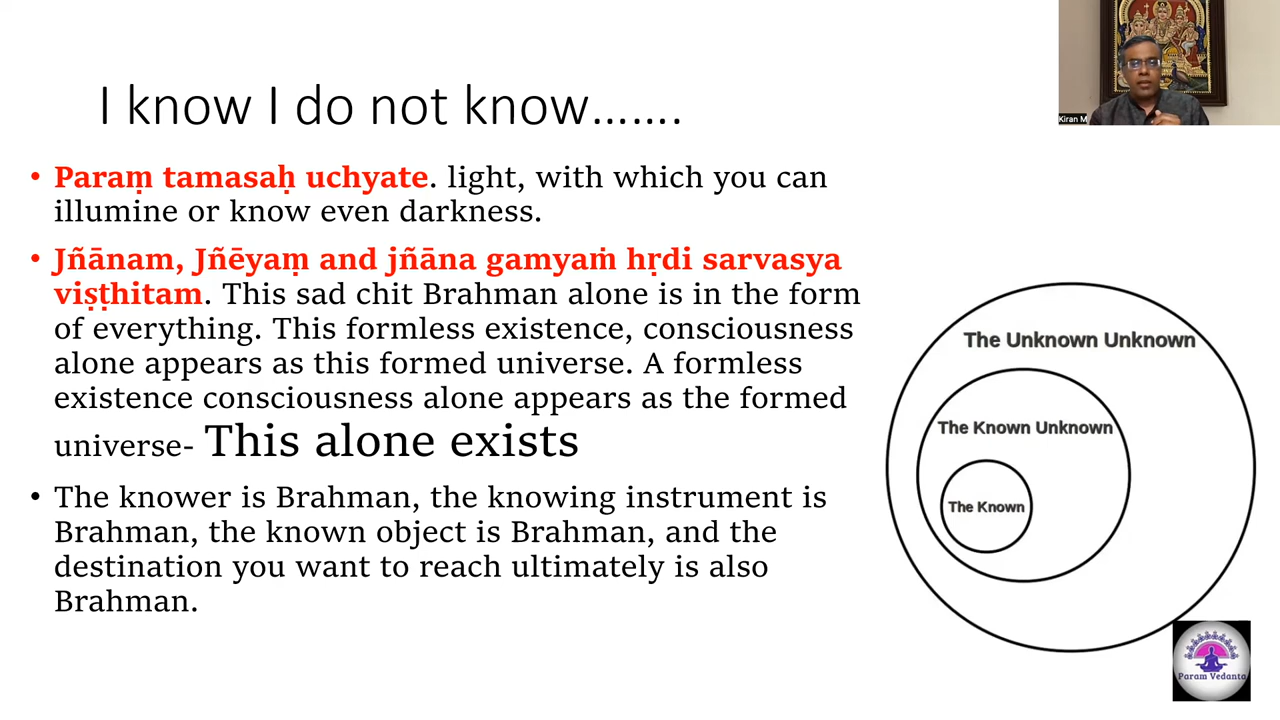 I know I do not know.......
• Paraṃ tamasaḥ uchyate. light, with which you can
illumine or know even darkness.
• Jñānam, Jñēyaṃ and jñāna gamyaṁ hṛdi sarvasya
viṣṭhitam. This sad chit Brahman alone is in the form
of everything. This formless existence, consciousness
alone appears as this formed universe. A formless
existence consciousness alone appears as the formed
universe- This alone exists
• The knower is Brahman, the knowing instrument is
Brahman, the known object is Brahman, and the
destination you want to reach ultimately is also
Brahman.
Kiran M
The Unknown Unknown
The Known Unknown
The Known
Param Vedanta